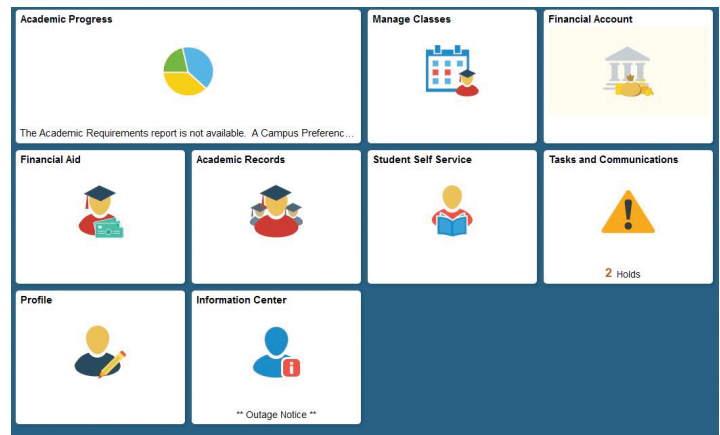 Academic Progress
Manage Classes
Financial Account
The Academic Requirements report is not available. A Campus Preferenc...
Financial Aid
Academic Records
Student Self Service
Tasks and Communications
2 Holds
Profile
Information Center
** Outage Notice **